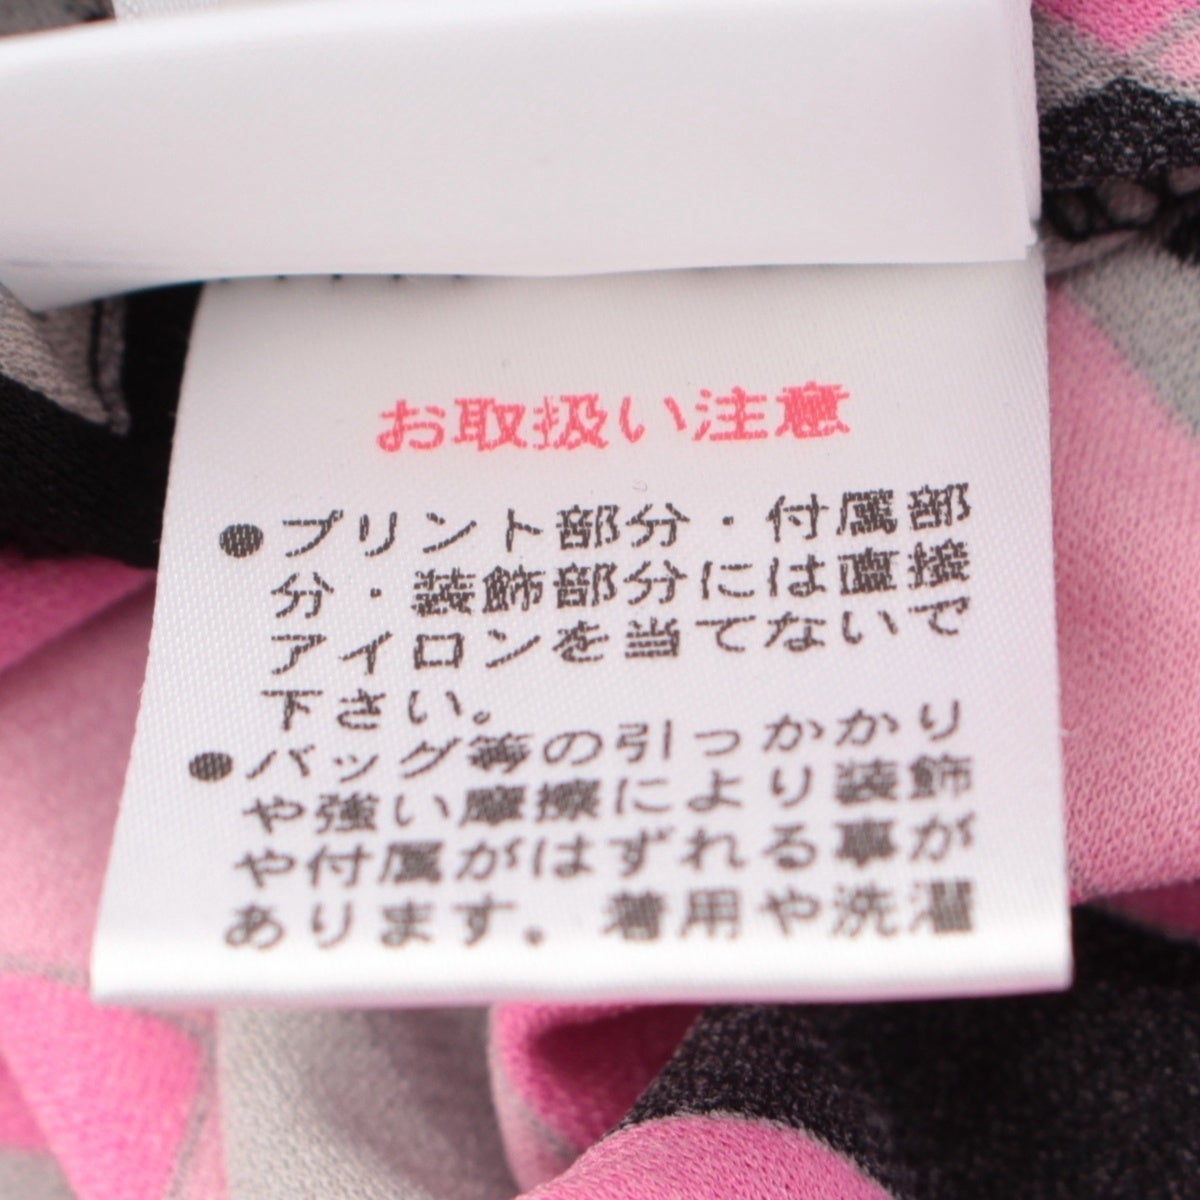 お取扱い注意
●プリント部分・付属部
分・装飾部分には直接
アイロンを当てないで
下さい。
●バッグ等の引っかかり
や強い摩擦により装飾
や付属がはずれる事が
あります。着用や洗濯